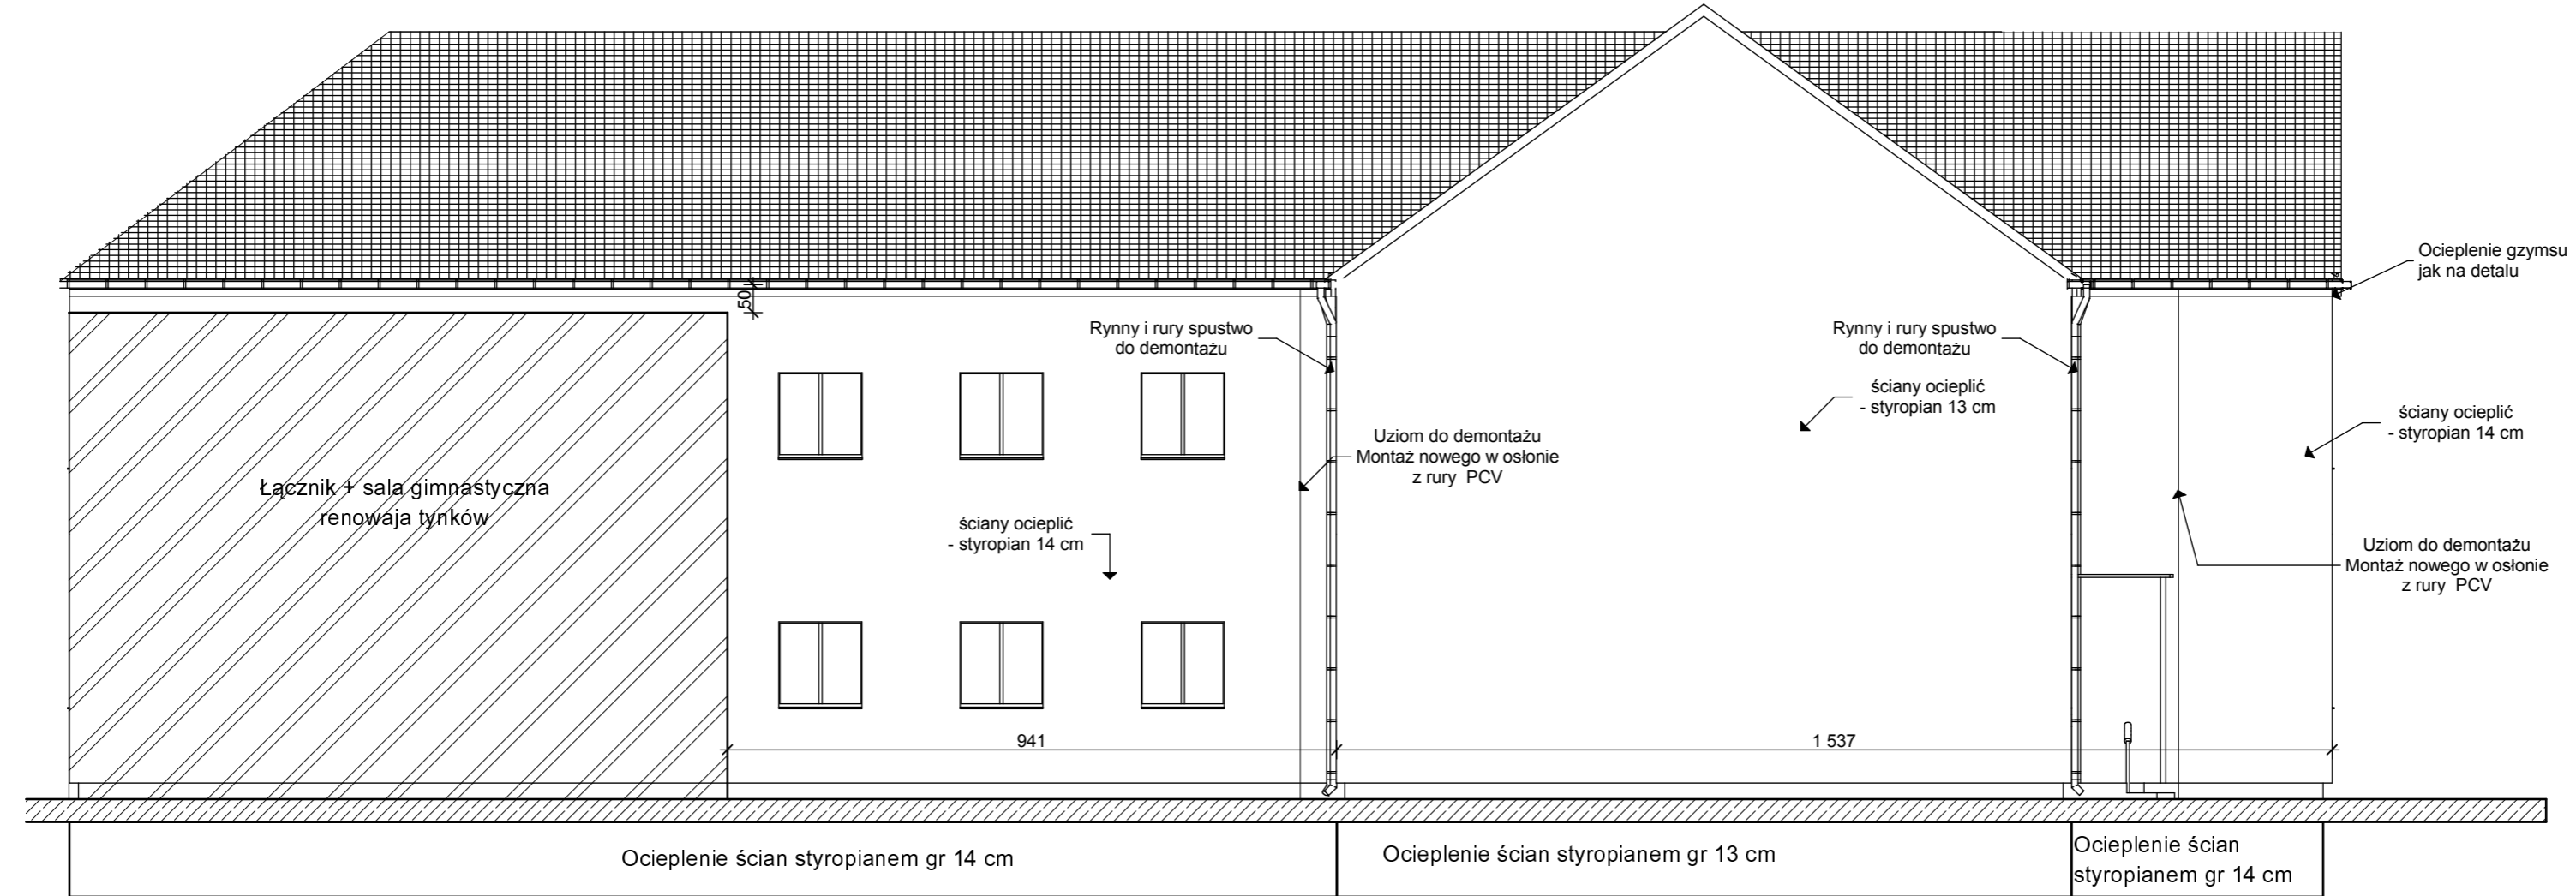 Ocieplenie gzymsu
jak na detalu
50
Rynny i rury spustwo
do demontażu
Rynny i rury spustwo
do demontażu
ściany ocieplić
- styropian 13 cm
ściany ocieplić
- styropian 14 cm
Uziom do demontażu
Montaż nowego w osłonie
z rury PCV
Łącznik + sala gimnastyczna
renowaja tynków
ściany ocieplić
- styropian 14 cm
Uziom do demontażu
Montaż nowego w osłonie
z rury PCV
941
1 537
Ocieplenie ścian styropianem gr 14 cm
Ocieplenie ścian styropianem gr 13 cm
Ocieplenie ścian
styropianem gr 14 cm